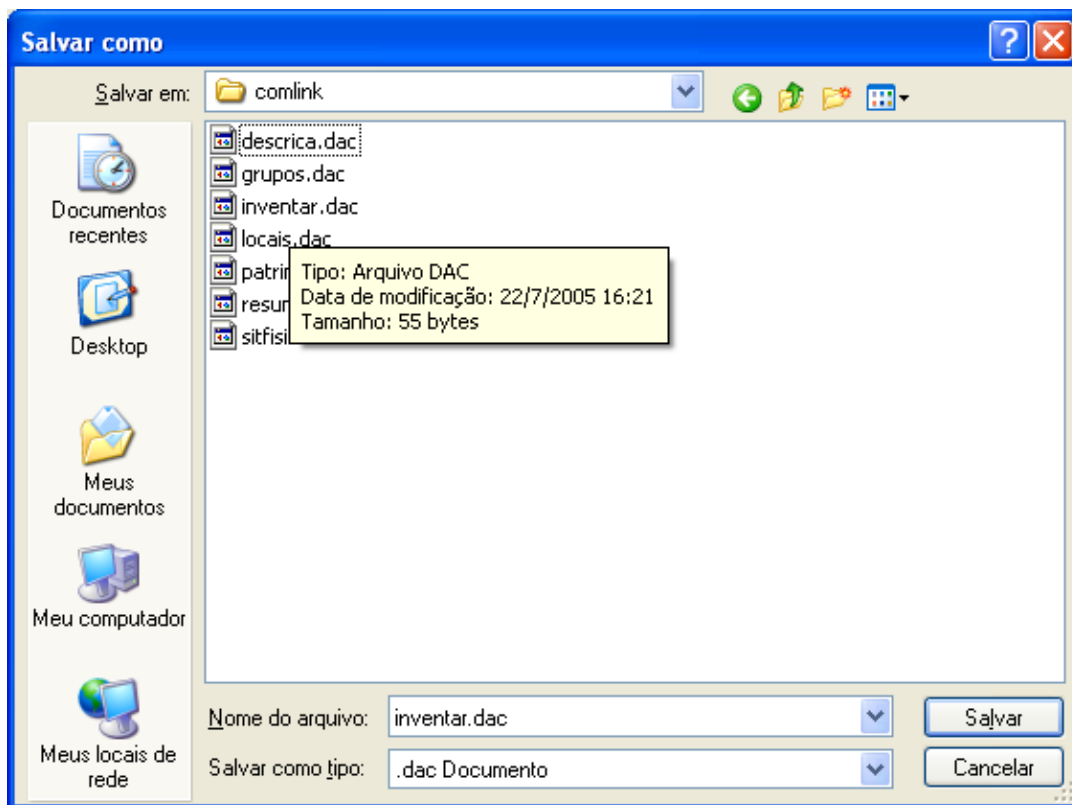 Salvar como
Salvar em: comlink
descrica.dac
grupos.dac
inventar.dac
locais.dac
patrim
resum
sitfisi
Tipo: Arquivo DAC
Data de modificação: 22/7/2005 16:21
Tamanho: 55 bytes
Documentos
recentes
Desktop
Meus
documentos
Meu computador
Meus locais de
rede
Nome do arquivo: inventar.dac
Salvar
Salvar como tipo: .dac Documento
Cancelar